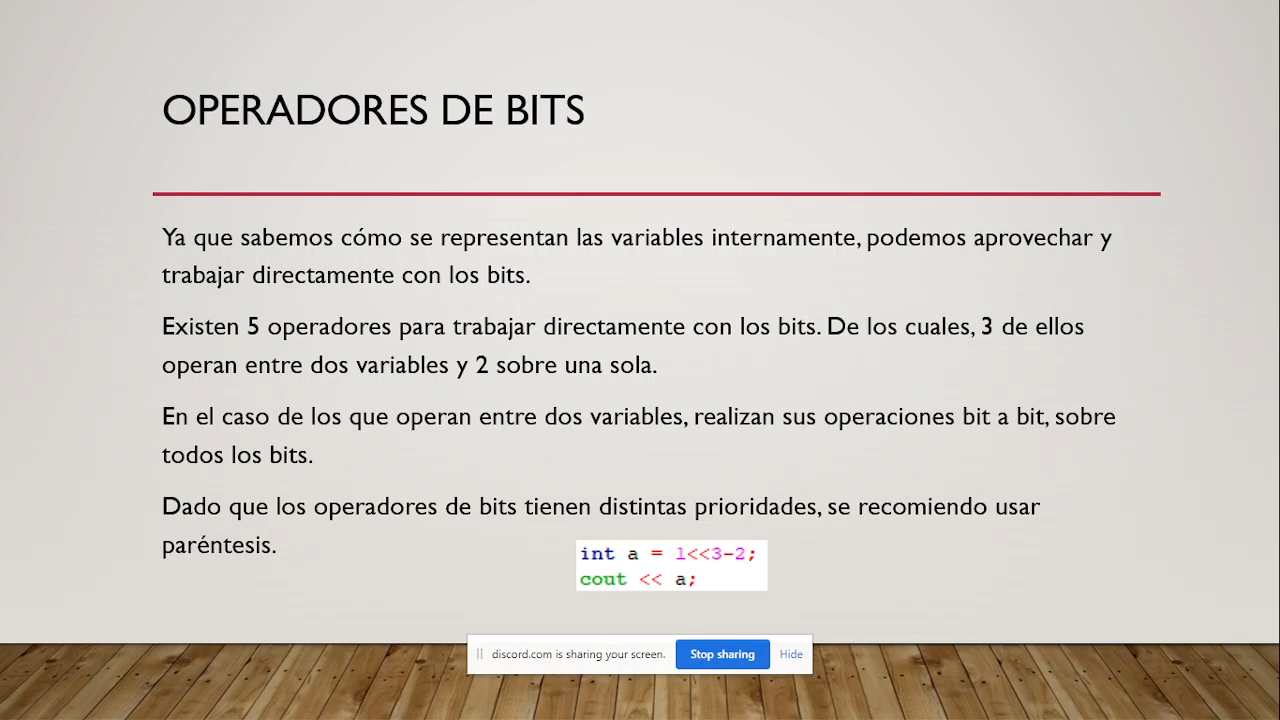 OPERADORES DE BITS
Ya que sabemos cómo se representan las variables internamente, podemos aprovechar y
trabajar directamente con los bits.
Existen 5 operadores para trabajar directamente con los bits. De los cuales, 3 de ellos
operan entre dos variables y 2 sobre una sola.
En el caso de los que operan entre dos variables, realizan sus operaciones bit a bit, sobre
todos los bits.
Dado que los operadores de bits tienen distintas prioridades, se recomiendo usar
paréntesis.
int a = 1<<3-2;
cout << a;
discord.com is sharing your screen. Stop sharing Hide